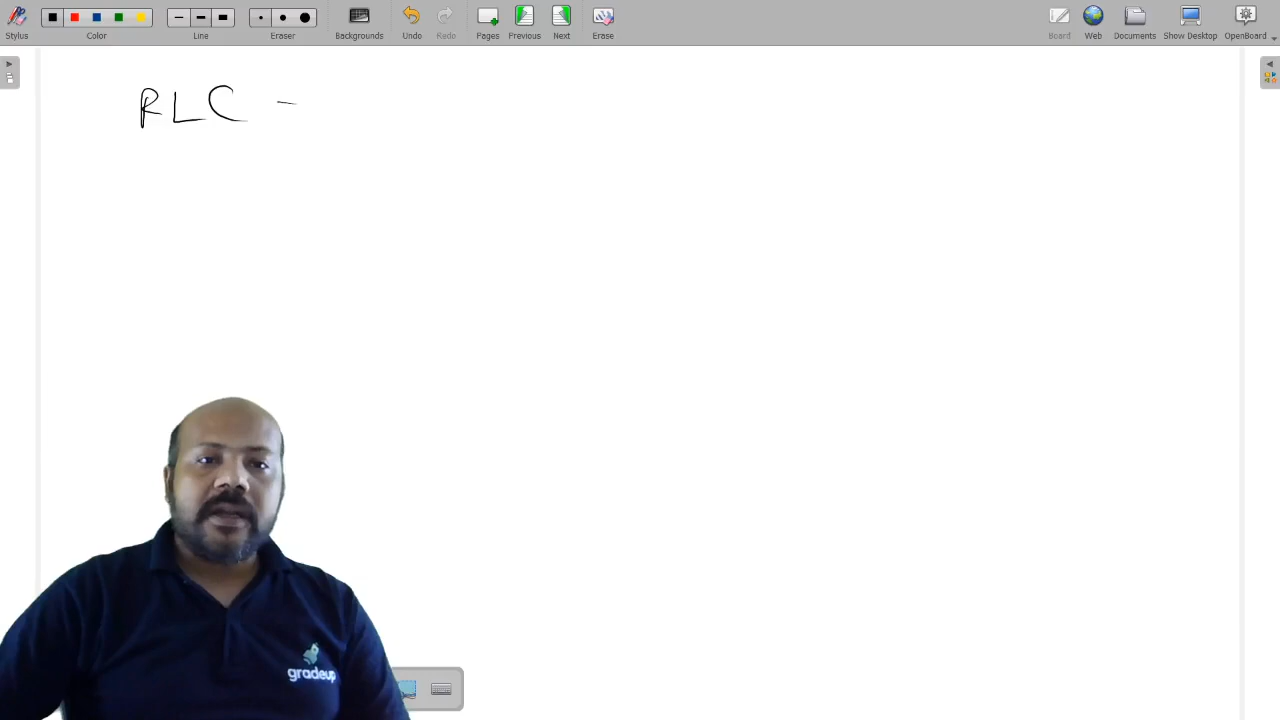 Stylus
Color
Line
Eraser
Backgrounds
Undo
Redo
Pages
Previous
Next
Erase
Board
Web
Documents
Show Desktop
OpenBoard
RLC -
gradeup